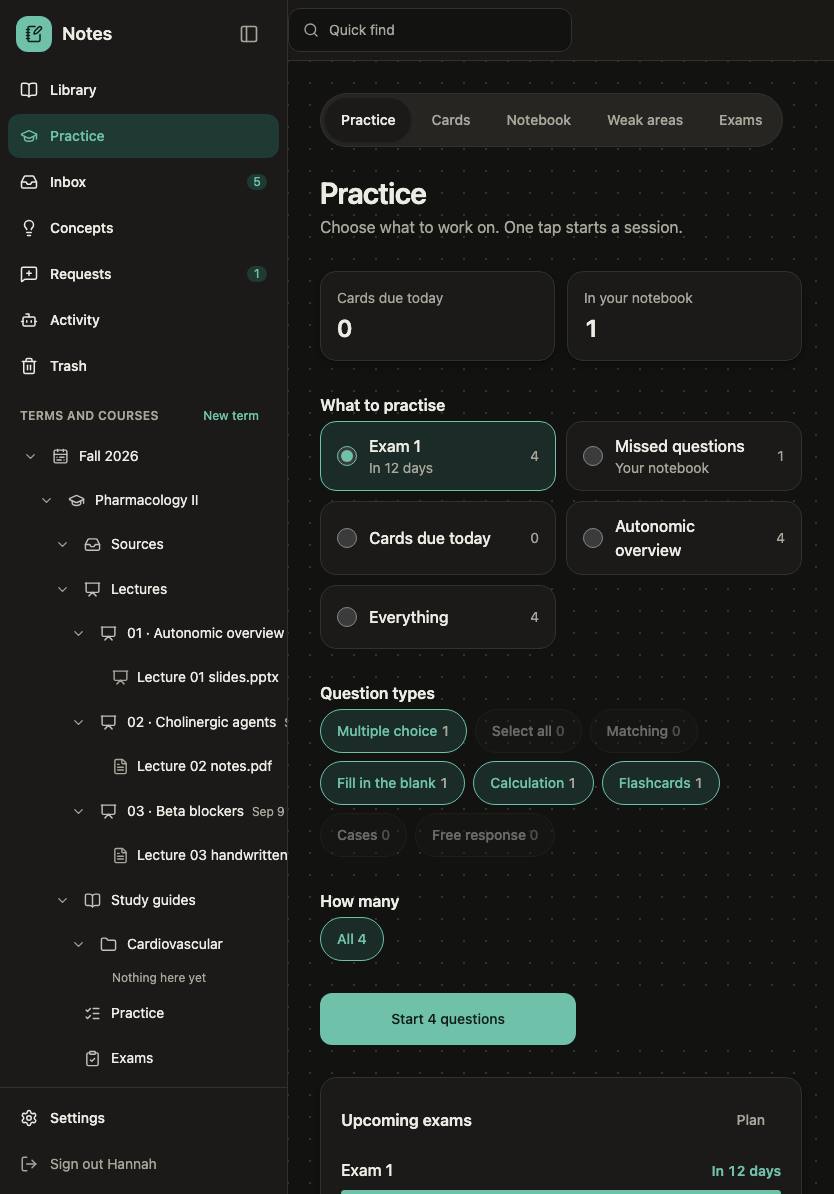 Notes
Quick find
Library
Practice
Inbox 5
Concepts
Requests 1
Activity
Trash
TERMS AND COURSES New term
Fall 2026
Pharmacology II
Sources
Lectures
01 · Autonomic overview
Lecture 01 slides.pptx
02 · Cholinergic agents
Lecture 02 notes.pdf
03 · Beta blockers Sep 9
Lecture 03 handwritten
Study guides
Cardiovascular
Nothing here yet
Practice
Exams
Settings
Sign out Hannah
Practice Cards Notebook Weak areas Exams
Practice
Choose what to work on. One tap starts a session.
Cards due today
0
In your notebook
1
What to practise
Exam 1
In 12 days
4
Missed questions
Your notebook
1
Cards due today 0
Autonomic
overview
4
Everything 4
Question types
Multiple choice 1 Select all 0 Matching 0
Fill in the blank 1 Calculation 1 Flashcards 1
Cases 0 Free response 0
How many
All 4
Start 4 questions
Upcoming exams Plan
Exam 1 In 12 days